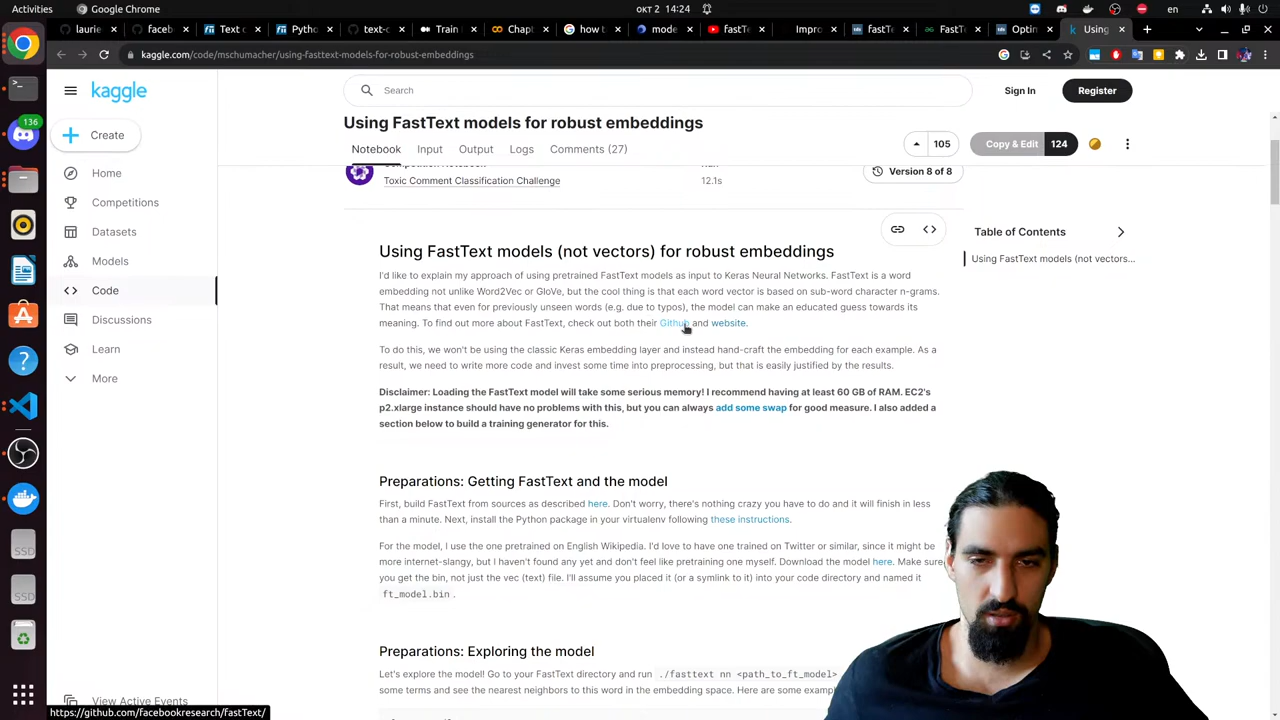 Activities
Google Chrome
окт 2 14:24
en
laurie
faceb
Text c
Python
text-c
Train
Chapt
how t
mode
fastTe
Impro
fastTe
FastTe
Optin
Using
kaggle.com/code/mschumacher/using-fasttext-models-for-robust-embeddings
kaggle
Search
Sign In
Register
Using FastText models for robust embeddings
Notebook
Input
Output
Logs
Comments (27)
105
Copy & Edit
124
136
Create
Home
Competitions
Datasets
Models
Code
Discussions
Learn
More
View Active Events
Toxic Comment Classification Challenge
12.1s
Version 8 of 8
Table of Contents
Using FastText models (not vectors...
Using FastText models (not vectors) for robust embeddings
I'd like to explain my approach of using pretrained FastText models as input to Keras Neural Networks. FastText is a word
embedding not unlike Word2Vec or GloVe, but the cool thing is that each word vector is based on sub-word character n-grams.
That means that even for previously unseen words (e.g. due to typos), the model can make an educated guess towards its
meaning. To find out more about FastText, check out both their Github and website.
To do this, we won't be using the classic Keras embedding layer and instead hand-craft the embedding for each example. As a
result, we need to write more code and invest some time into preprocessing, but that is easily justified by the results.
Disclaimer: Loading the FastText model will take some serious memory! I recommend having at least 60 GB of RAM. EC2's
p2.xlarge instance should have no problems with this, but you can always add some swap for good measure. I also added a
section below to build a training generator for this.
Preparations: Getting FastText and the model
First, build FastText from sources as described here. Don't worry, there's nothing crazy you have to do and it will finish in less
than a minute. Next, install the Python package in your virtualenv following these instructions.
For the model, I use the one pretrained on English Wikipedia. I'd love to have one trained on Twitter or similar, since it might be
more internet-slangy, but I haven't found any yet and don't feel like pretraining one myself. Download the model here. Make sure
you get the bin, not just the vec (text) file. I'll assume you placed it (or a symlink to it) into your code directory and named it
ft_model.bin .
Preparations: Exploring the model
Let's explore the model! Go to your FastText directory and run ./fasttext nn <path_to_ft_model>
some terms and see the nearest neighbors to this word in the embedding space. Here are some examp
SSD
SSD
https://github.com/facebookresearch/fastText/